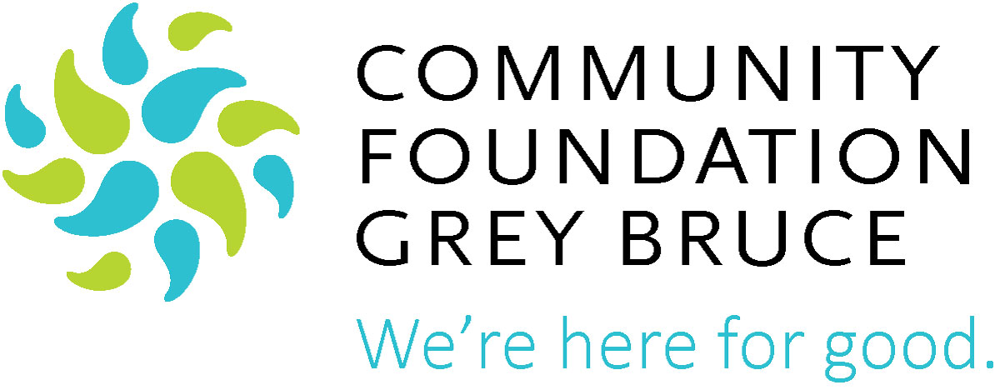 COMMUNITY
FOUNDATION
GREY BRUCE
We’re here for good.